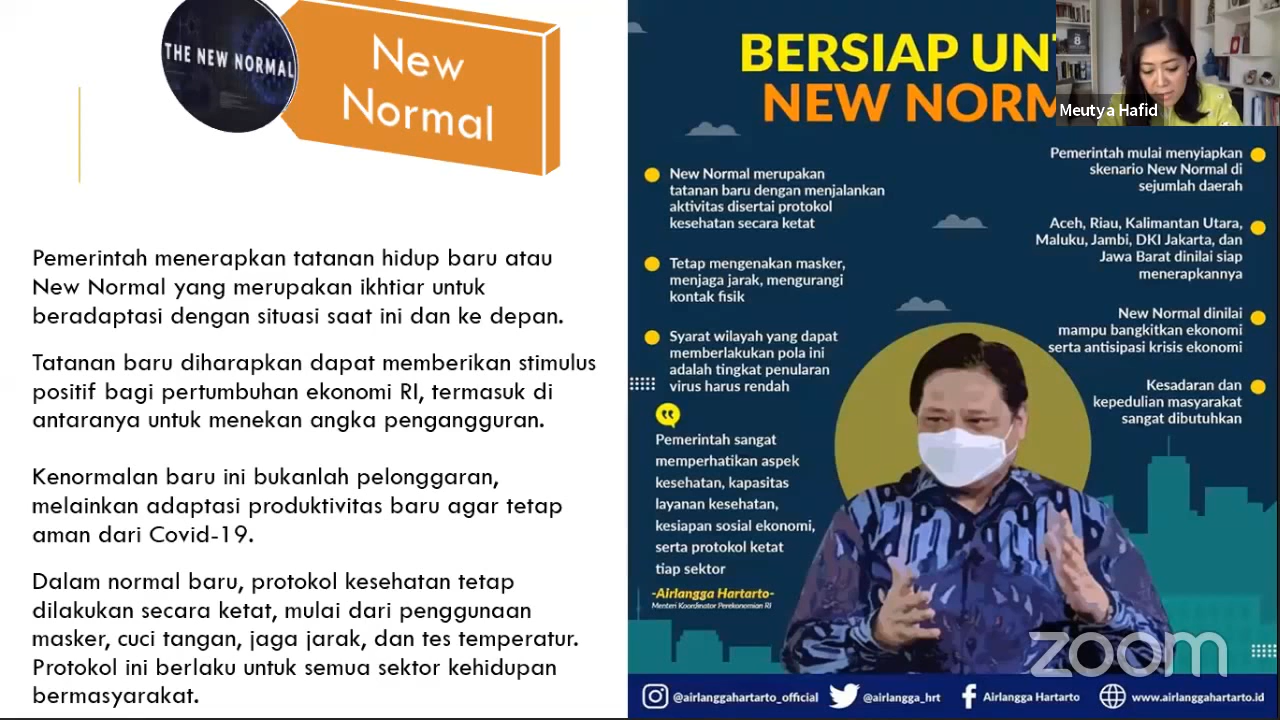 THE NEW NORMAL
New
Normal
Pemerintah menerapkan tatanan hidup baru atau
New Normal yang merupakan ikhtiar untuk
beradaptasi dengan situasi saat ini dan ke depan.
Tatanan baru diharapkan dapat memberikan stimulus
positif bagi pertumbuhan ekonomi RI, termasuk di
antaranya untuk menekan angka pengangguran.
Kenormalan baru ini bukanlah pelonggaran,
melainkan adaptasi produktivitas baru agar tetap
aman dari Covid-19.
Dalam normal baru, protokol kesehatan tetap
dilakukan secara ketat, mulai dari penggunaan
masker, cuci tangan, jaga jarak, dan tes temperatur.
Protokol ini berlaku untuk semua sektor kehidupan
bermasyarakat.
BERSIAP UN
NEW NORM
Meutya Hafid
New Normal merupakan
tatanan baru dengan menjalankan
aktivitas disertai protokol
kesehatan secara ketat
Tetap mengenakan masker,
menjaga jarak, mengurangi
kontak fisik
Syarat wilayah yang dapat
memberlakukan pola ini
adalah tingkat penularan
virus harus rendah
Pemerintah sangat
memperhatikan aspek
kesehatan, kapasitas
layanan kesehatan,
kesiapan sosial ekonomi,
serta protokol ketat
tiap sektor
-Airlangga Hartarto-
Menteri Koordinator Perekonomian RI
Pemerintah mulai menyiapkan
skenario New Normal di
sejumlah daerah
Aceh, Riau, Kalimantan Utara,
Maluku, Jambi, DKI Jakarta, dan
Jawa Barat dinilai siap
menerapkannya
New Normal dinilai
mampu bangkitkan ekonomi
serta antisipasi krisis ekonomi
Kesadaran dan
kepedulian masyarakat
sangat dibutuhkan
zoom
@airlanggahartarto_official @airlangga_hrt Airlangga Hartarto www.airlanggahartarto.id